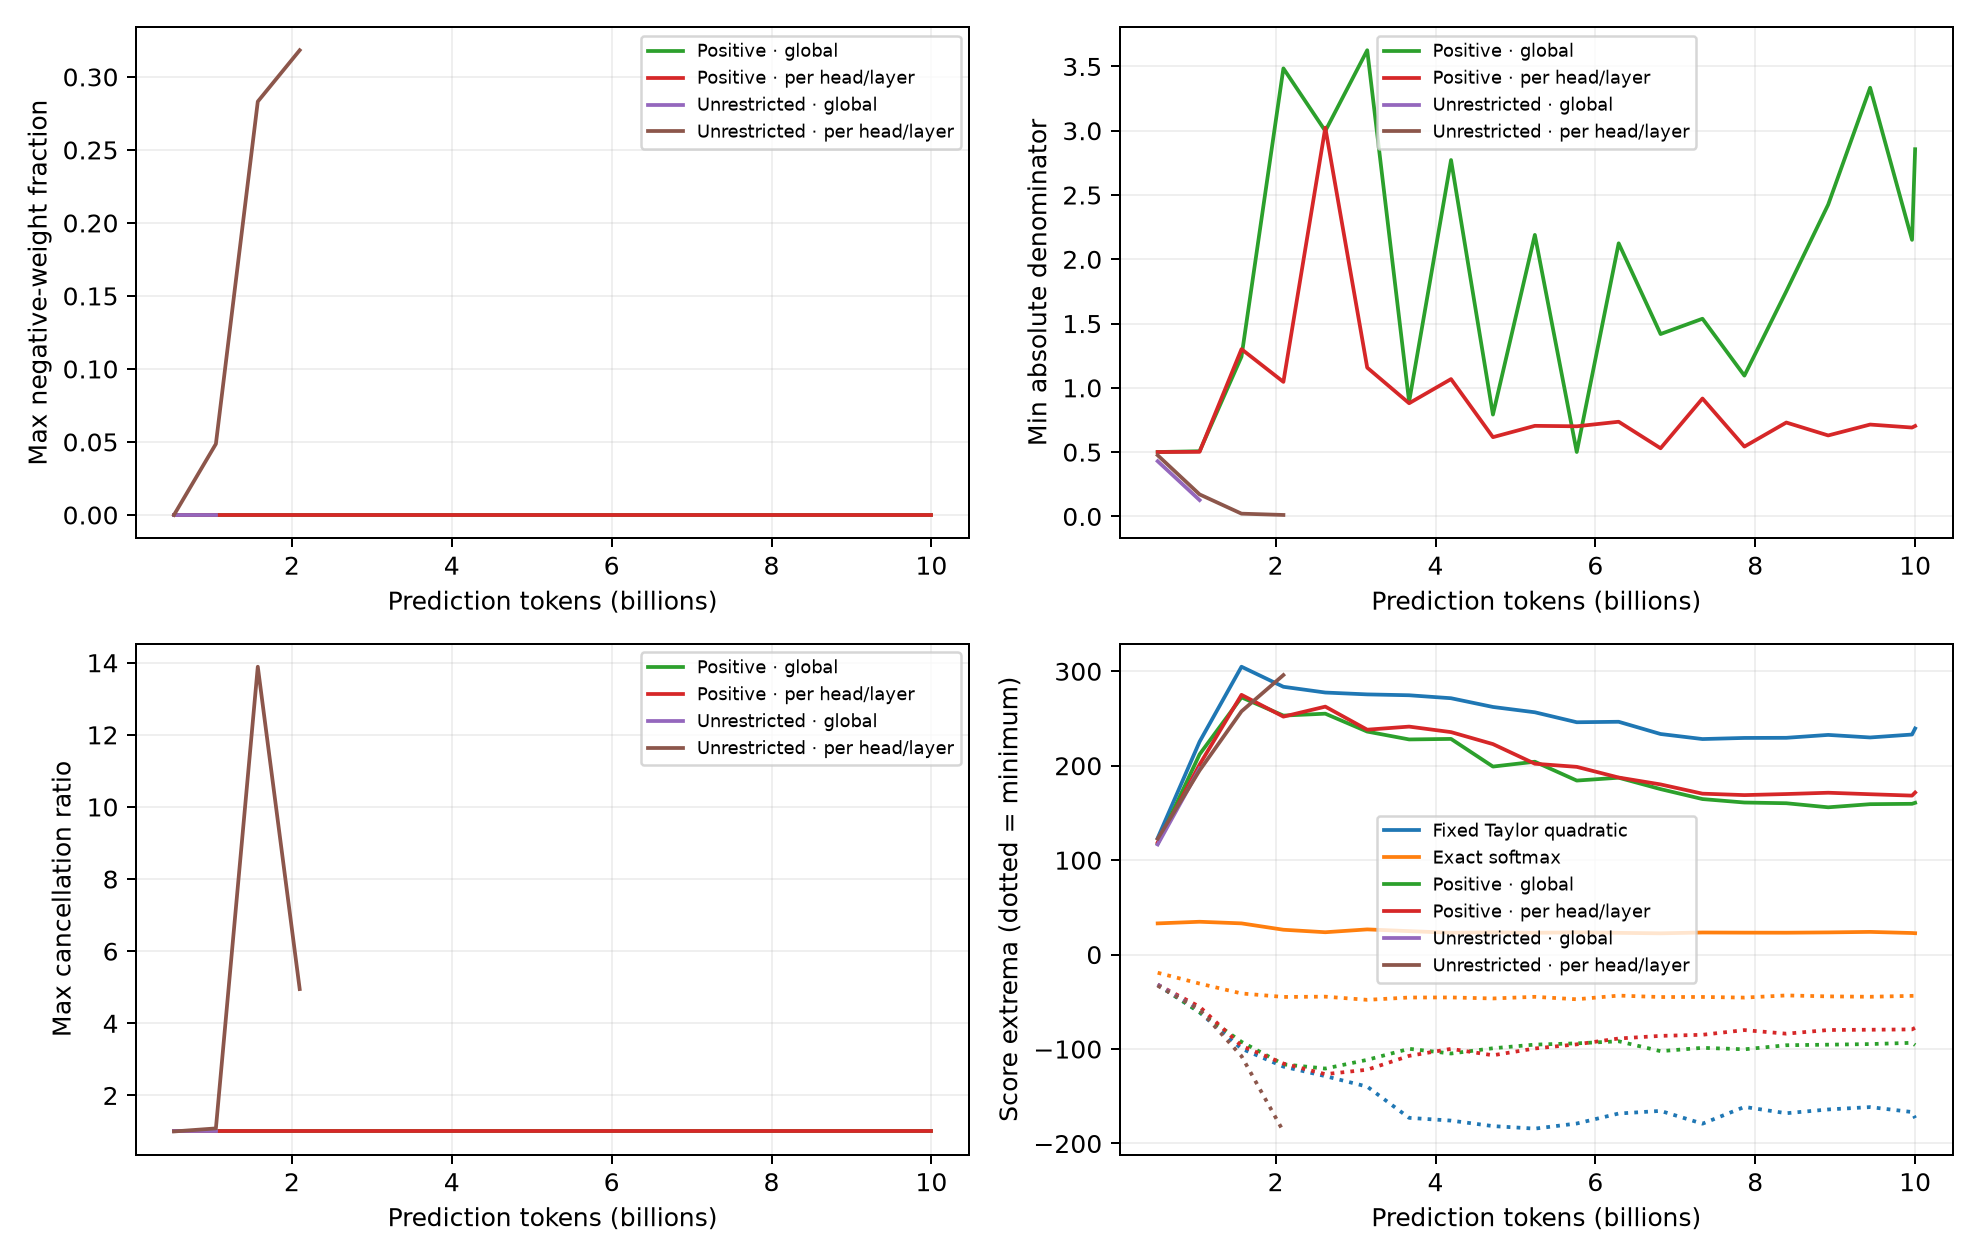 Max negative-weight fraction
0.30
0.25
0.20
0.15
0.10
0.05
0.00
2
4
6
8
10
Prediction tokens (billions)
Positive · global
Positive · per head/layer
Unrestricted · global
Unrestricted · per head/layer
Min absolute denominator
3.5
3.0
2.5
2.0
1.5
1.0
0.5
0.0
2
4
6
8
10
Prediction tokens (billions)
Positive · global
Positive · per head/layer
Unrestricted · global
Unrestricted · per head/layer
Max cancellation ratio
14
12
10
8
6
4
2
2
4
6
8
10
Prediction tokens (billions)
Positive · global
Positive · per head/layer
Unrestricted · global
Unrestricted · per head/layer
Score extrema (dotted = minimum)
300
200
100
0
−100
−200
2
4
6
8
10
Prediction tokens (billions)
Fixed Taylor quadratic
Exact softmax
Positive · global
Positive · per head/layer
Unrestricted · global
Unrestricted · per head/layer